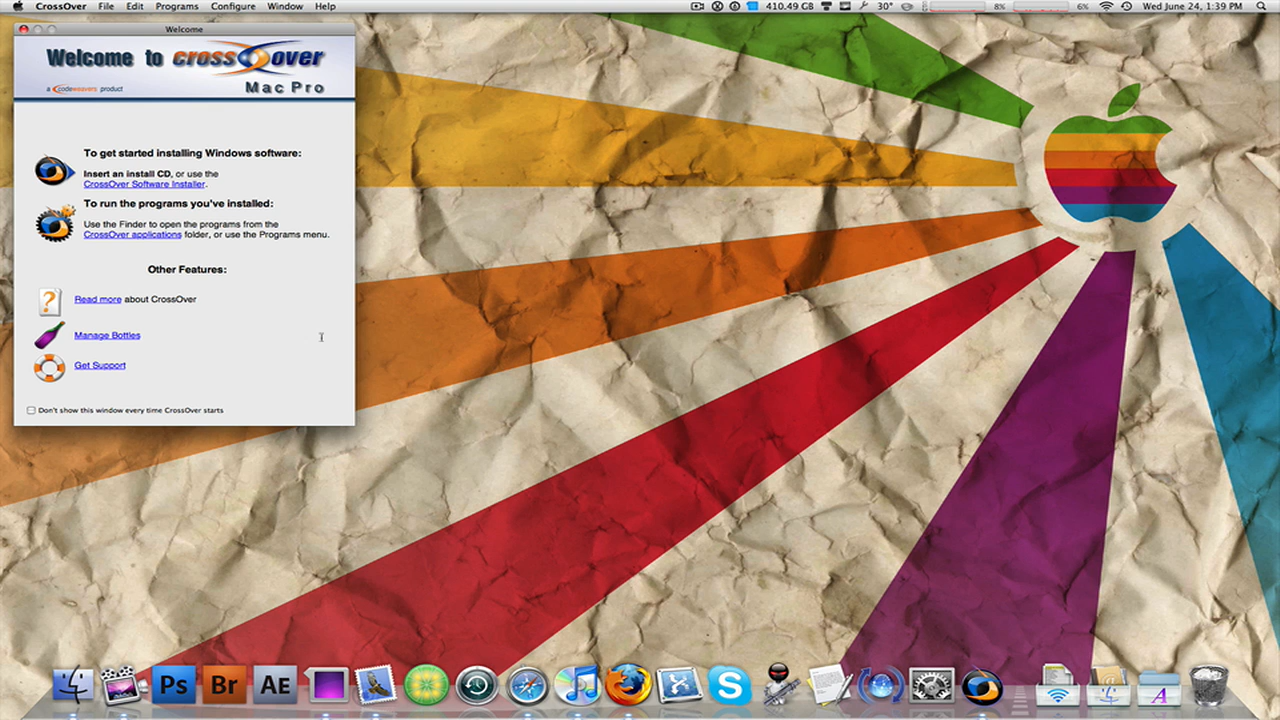 CrossOver File Edit Programs Configure Window Help 410.49 GB 30° 8% 6% Wed June 24, 1:39 PM
Welcome
Welcome to crossover
a codeweavers product
Mac Pro
To get started installing Windows software:
Insert an install CD, or use the
CrossOver Software Installer.
To run the programs you've installed:
Use the Finder to open the programs from the
CrossOver applications folder, or use the Programs menu.
Other Features:
Read more about CrossOver
Manage Bottles
Get Support
Don't show this window every time CrossOver starts
Ps Br AE